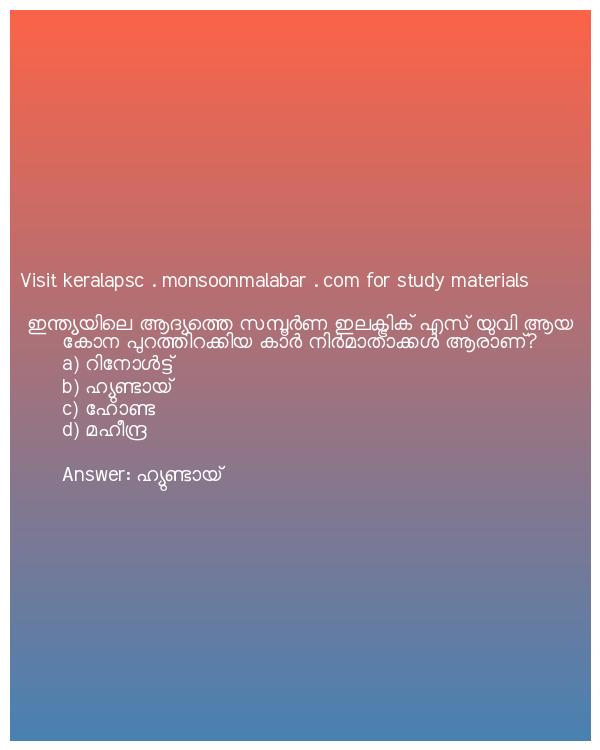 Visit keralapsc . monsoonmalabar . com for study materials
ഇന്ത്യയിലെ ആദ്യത്തെ സമ്പൂർണ ഇലക്ട്രിക് എസ് യുവി ആയ
കോന പുറത്തിറക്കിയ കാർ നിർമാതാക്കൾ ആരാണ്?
a) റിനോൾട്ട്
b) ഹ്യുണ്ടായ്
c) ഹോണ്ട
d) മഹീന്ദ്ര
Answer: ഹ്യുണ്ടായ്